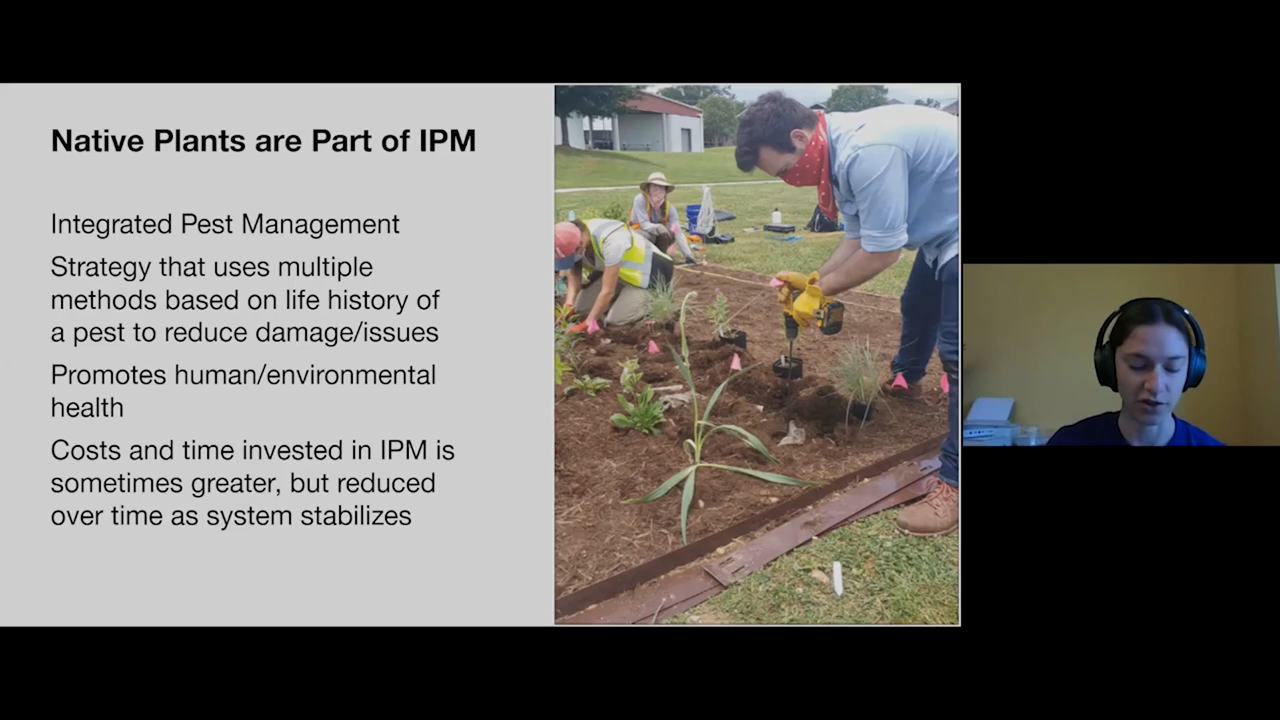 Native Plants are Part of IPM
Integrated Pest Management
Strategy that uses multiple
methods based on life history of
a pest to reduce damage/issues
Promotes human/environmental
health
Costs and time invested in IPM is
sometimes greater, but reduced
over time as system stabilizes